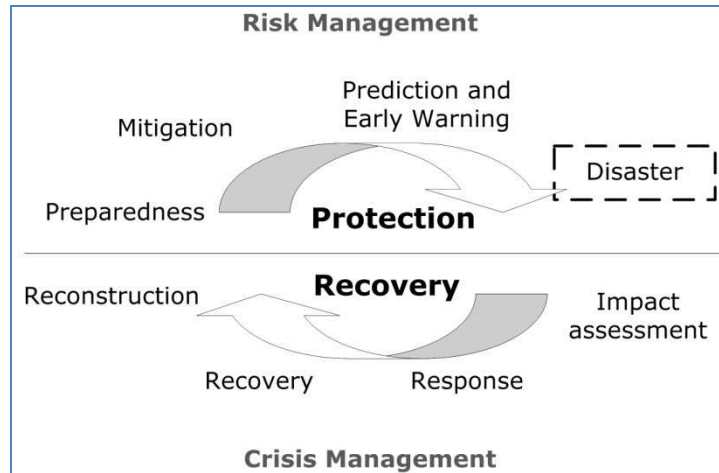 Risk Management
Prediction and
Early Warning
Mitigation
Disaster
Preparedness
Protection
Recovery
Reconstruction
Impact
assessment
Recovery
Response
Crisis Management